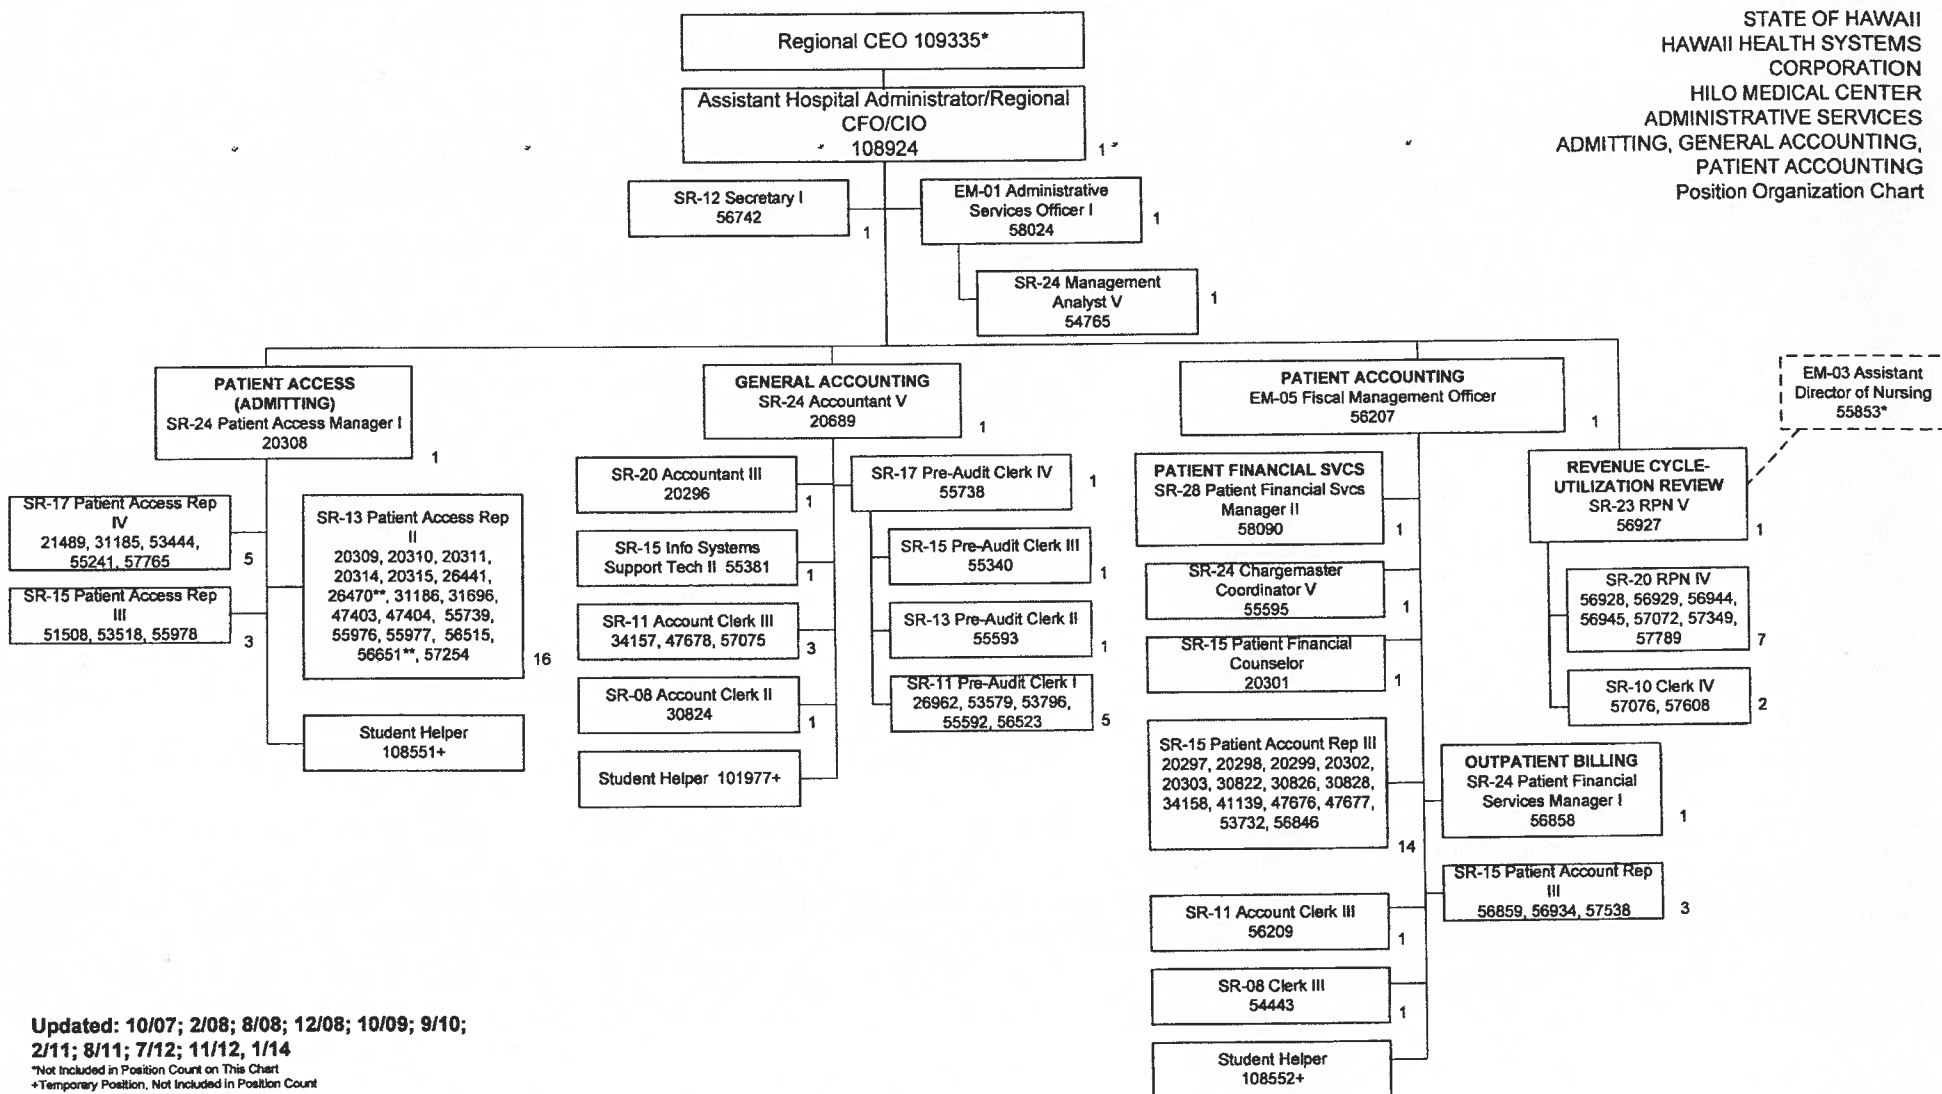 STATE OF HAWAII
HAWAII HEALTH SYSTEMS
CORPORATION
HILO MEDICAL CENTER
ADMINISTRATIVE SERVICES
ADMITTING, GENERAL ACCOUNTING,
PATIENT ACCOUNTING
Position Organization Chart
Regional CEO 109335*
Assistant Hospital Administrator/Regional
CFO/CIO
108924
1
SR-12 Secretary I
56742
1
EM-01 Administrative
Services Officer I
58024
1
SR-24 Management
Analyst V
54765
1
PATIENT ACCESS
(ADMITTING)
SR-24 Patient Access Manager I
20308
1
SR-17 Patient Access Rep
IV
21489, 31185, 53444,
55241, 57765
5
SR-15 Patient Access Rep
III
51508, 53518, 55978
3
SR-13 Patient Access Rep
II
20309, 20310, 20311,
20314, 20315, 26441,
26470**, 31186, 31696,
47403, 47404, 55739,
55976, 55977, 56515,
56651**, 57254
16
Student Helper
108551+
GENERAL ACCOUNTING
SR-24 Accountant V
20689
1
SR-20 Accountant III
20296
1
SR-15 Info Systems
Support Tech II 55381
1
SR-11 Account Clerk III
34157, 47678, 57075
3
SR-08 Account Clerk II
30824
1
Student Helper 101977+
SR-17 Pre-Audit Clerk IV
55738
1
SR-15 Pre-Audit Clerk III
55340
1
SR-13 Pre-Audit Clerk II
55593
1
SR-11 Pre-Audit Clerk I
26962, 53579, 53796,
55592, 56523
5
PATIENT ACCOUNTING
EM-05 Fiscal Management Officer
56207
1
PATIENT FINANCIAL SVCS
SR-28 Patient Financial Svcs
Manager II
58090
1
SR-24 Chargemaster
Coordinator V
55595
1
SR-15 Patient Financial
Counselor
20301
1
SR-15 Patient Account Rep III
20297, 20298, 20299, 20302,
20303, 30822, 30826, 30828,
34158, 41139, 47676, 47677,
53732, 56846
14
SR-11 Account Clerk III
56209
1
SR-08 Clerk III
54443
1
Student Helper
108552+
OUTPATIENT BILLING
SR-24 Patient Financial
Services Manager I
56858
1
SR-15 Patient Account Rep
III
56859, 56934, 57538
3
EM-03 Assistant
Director of Nursing
55853*
REVENUE CYCLE-
UTILIZATION REVIEW
SR-23 RPN V
56927
1
SR-20 RPN IV
56928, 56929, 56944,
56945, 57072, 57349,
57789
7
SR-10 Clerk IV
57076, 57608
2
Updated: 10/07; 2/08; 8/08; 12/08; 10/09; 9/10;
2/11; 8/11; 7/12; 11/12, 1/14
*Not Included in Position Count on This Chart
+Temporary Position, Not Included in Position Count